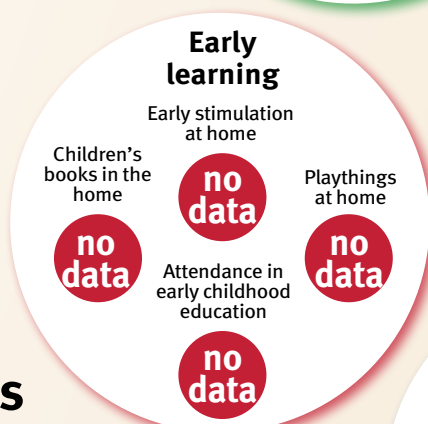 Early
learning
Early stimulation
at home
no
data
Children’s
books in the
home
no
data
Playthings
at home
no
data
Attendance in
early childhood
education
no
data
s